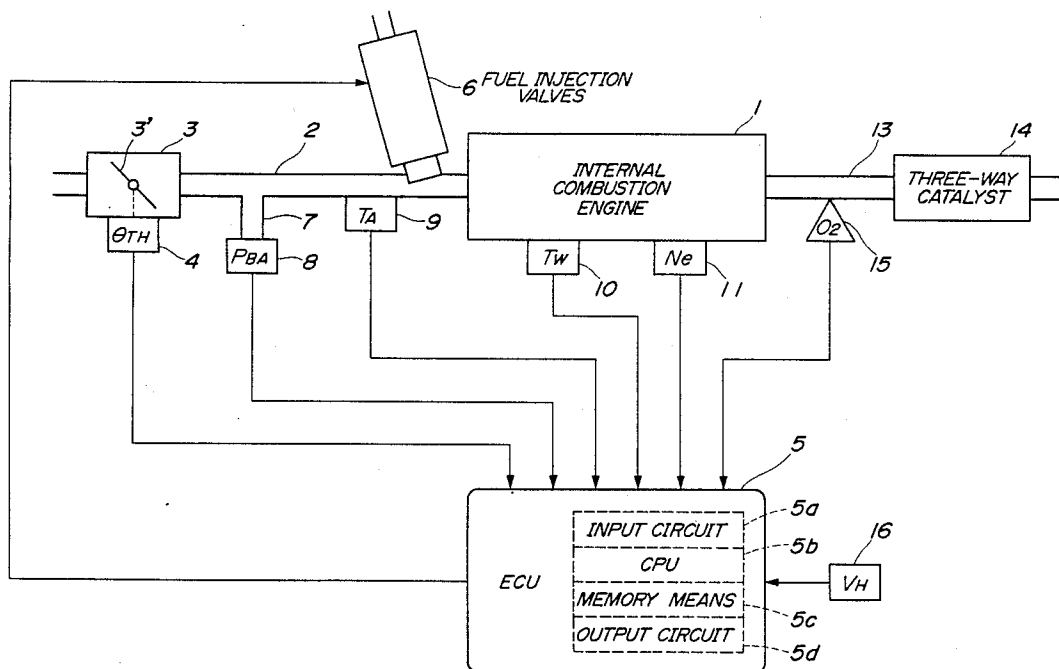 6 FUEL INJECTION
VALVES
1
3'
3
2
13
14
INTERNAL
COMBUSTION
ENGINE
THREE-WAY
CATALYST
θTH
4
7
PBA
8
TA
9
TW
10
Ne
11
O2
15
5
ECU
INPUT CIRCUIT
5a
CPU
5b
MEMORY MEANS
5c
OUTPUT CIRCUIT
5d
16
VH